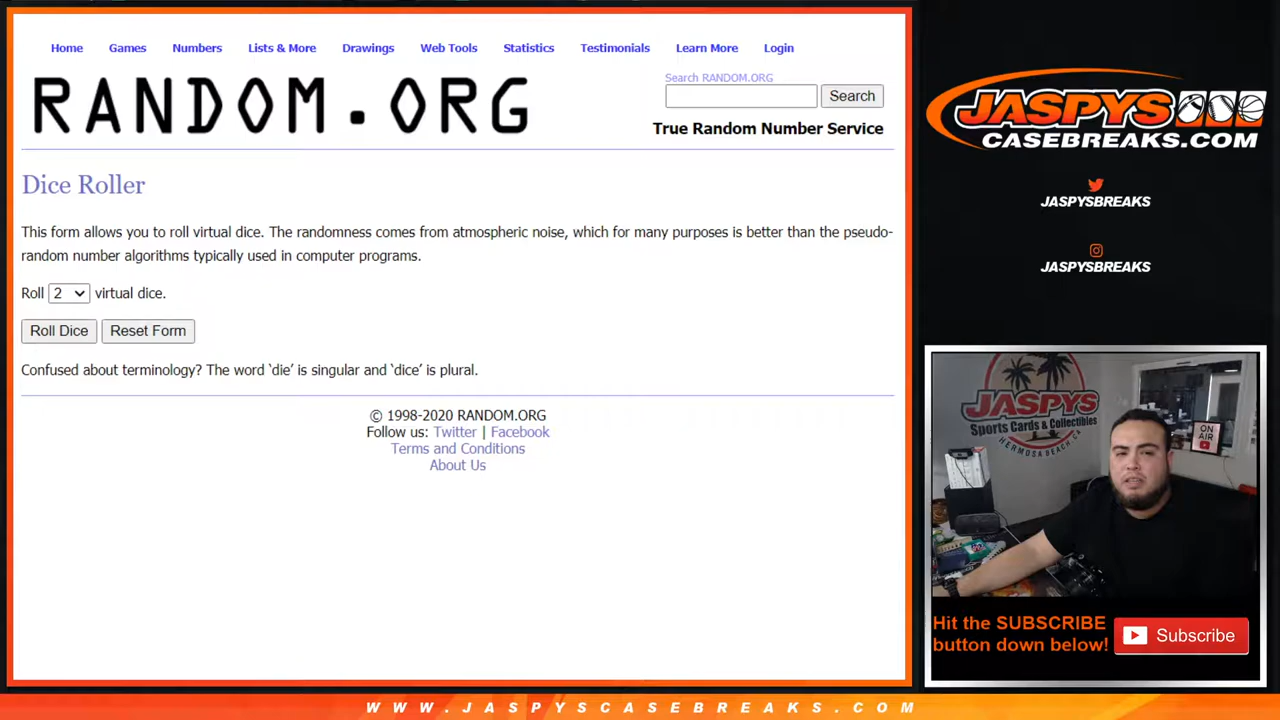 Home Games Numbers Lists & More Drawings Web Tools Statistics Testimonials Learn More Login
RANDOM.ORG
Search RANDOM.ORG
Search
True Random Number Service
Dice Roller
This form allows you to roll virtual dice. The randomness comes from atmospheric noise, which for many purposes is better than the pseudo-
random number algorithms typically used in computer programs.
Roll 2 virtual dice.
Roll Dice Reset Form
Confused about terminology? The word ‘die’ is singular and ‘dice’ is plural.
© 1998-2020 RANDOM.ORG
Follow us: Twitter | Facebook
Terms and Conditions
About Us
JASPYS
CASEBREAKS.COM
JASPYSBREAKS
JASPYSBREAKS
JASPYS
Sports Cards & Collectibles
HERMOSA BEACH, CA
ON
AIR
Hit the SUBSCRIBE
button down below!
Subscribe
WWW.JASPYSCASEBREAKS.COM